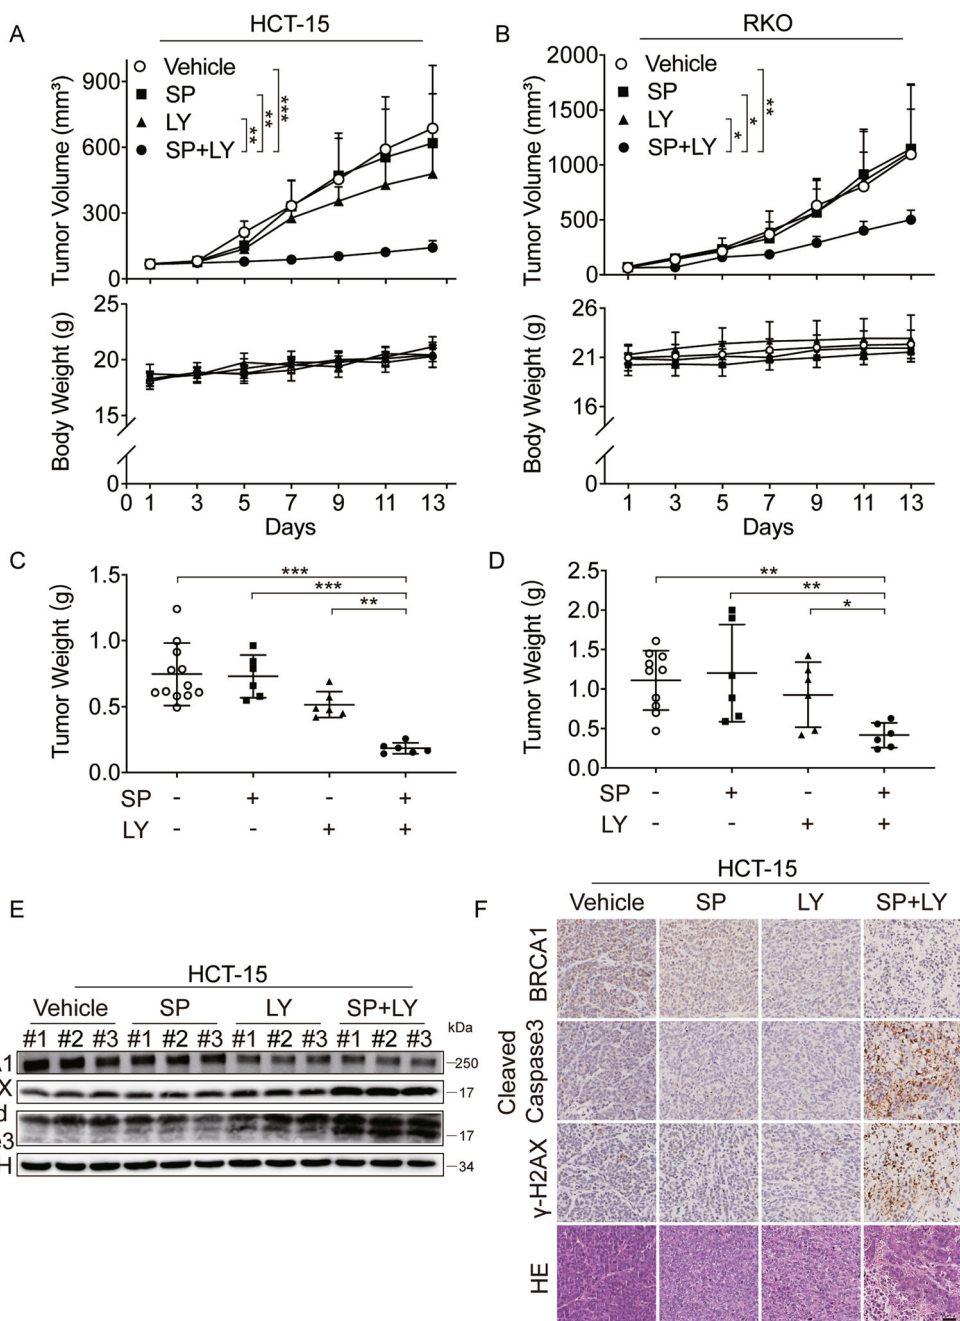 A
HCT-15
Tumor Volume (mm³)
900
600
300
0
Vehicle
SP
LY
SP+LY
**
**
***
Body Weight (g)
25
20
15
0
0 1 3 5 7 9 11 13
Days
B
RKO
Tumor Volume (mm³)
2000
1500
1000
500
0
Vehicle
SP
LY
SP+LY
*
*
**
Body Weight (g)
26
21
16
0
1 3 5 7 9 11 13
Days
C
Tumor Weight (g)
1.5
1.0
0.5
0.0
***
***
**
SP - + - +
LY - - + +
D
Tumor Weight (g)
2.5
2.0
1.5
1.0
0.5
0.0
**
**
*
SP - + - +
LY - - + +
E
HCT-15
Vehicle SP LY SP+LY
#1 #2 #3 #1 #2 #3 #1 #2 #3 #1 #2 #3
kDa
A1
250
X
17
d
e3
17
H
34
F
HCT-15
Vehicle SP LY SP+LY
BRCA1
Cleaved
Caspase3
γ-H2AX
HE